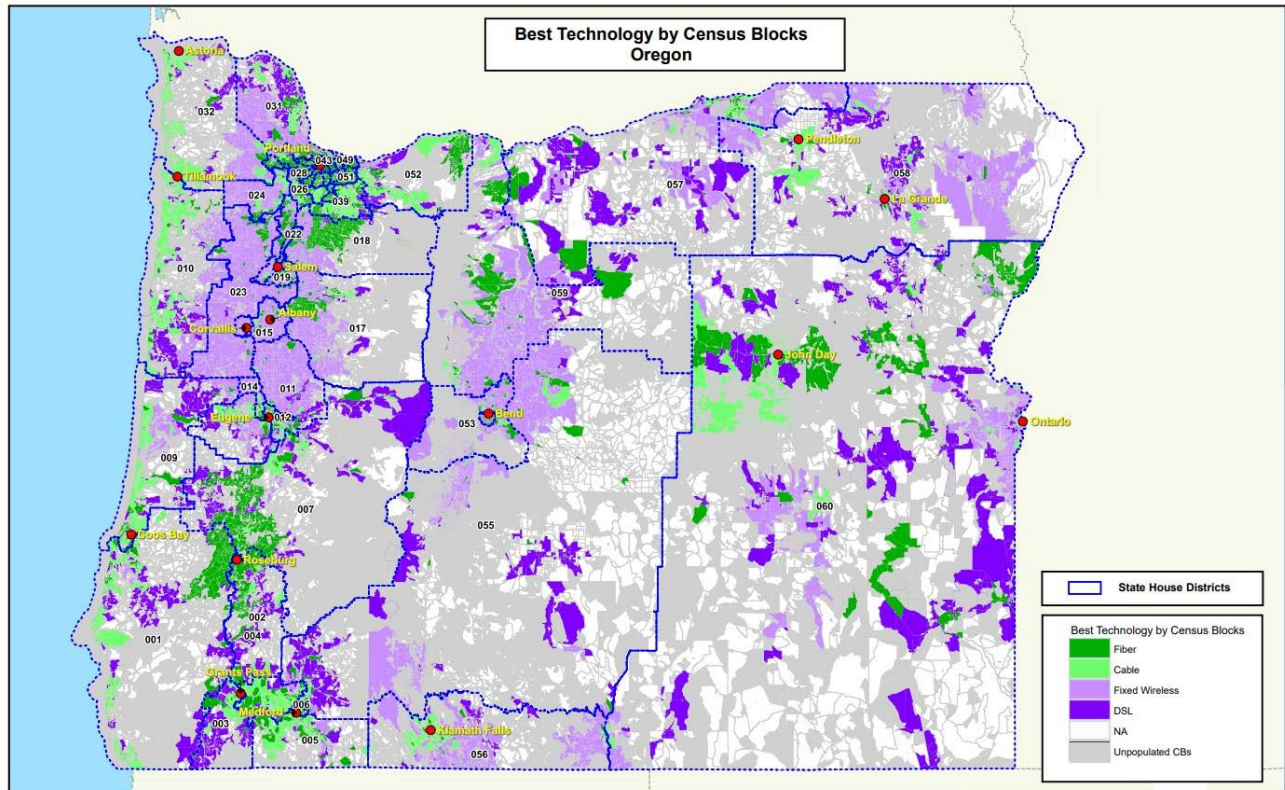 Best Technology by Census Blocks
Oregon
Astoria
032
031
Portland
043
049
028
051
026
052
Tillamook
024
039
022
018
010
Salem
019
023
Albany
Corvallis
015
017
014
011
Eugene
012
009
007
Coos Bay
Roseburg
002
004
001
Grants Pass
Medford
006
003
005
Klamath Falls
056
Bend
053
055
059
057
Pendleton
058
La Grande
John Day
Ontario
060
State House Districts
Best Technology by Census Blocks
Fiber
Cable
Fixed Wireless
DSL
NA
Unpopulated CBs